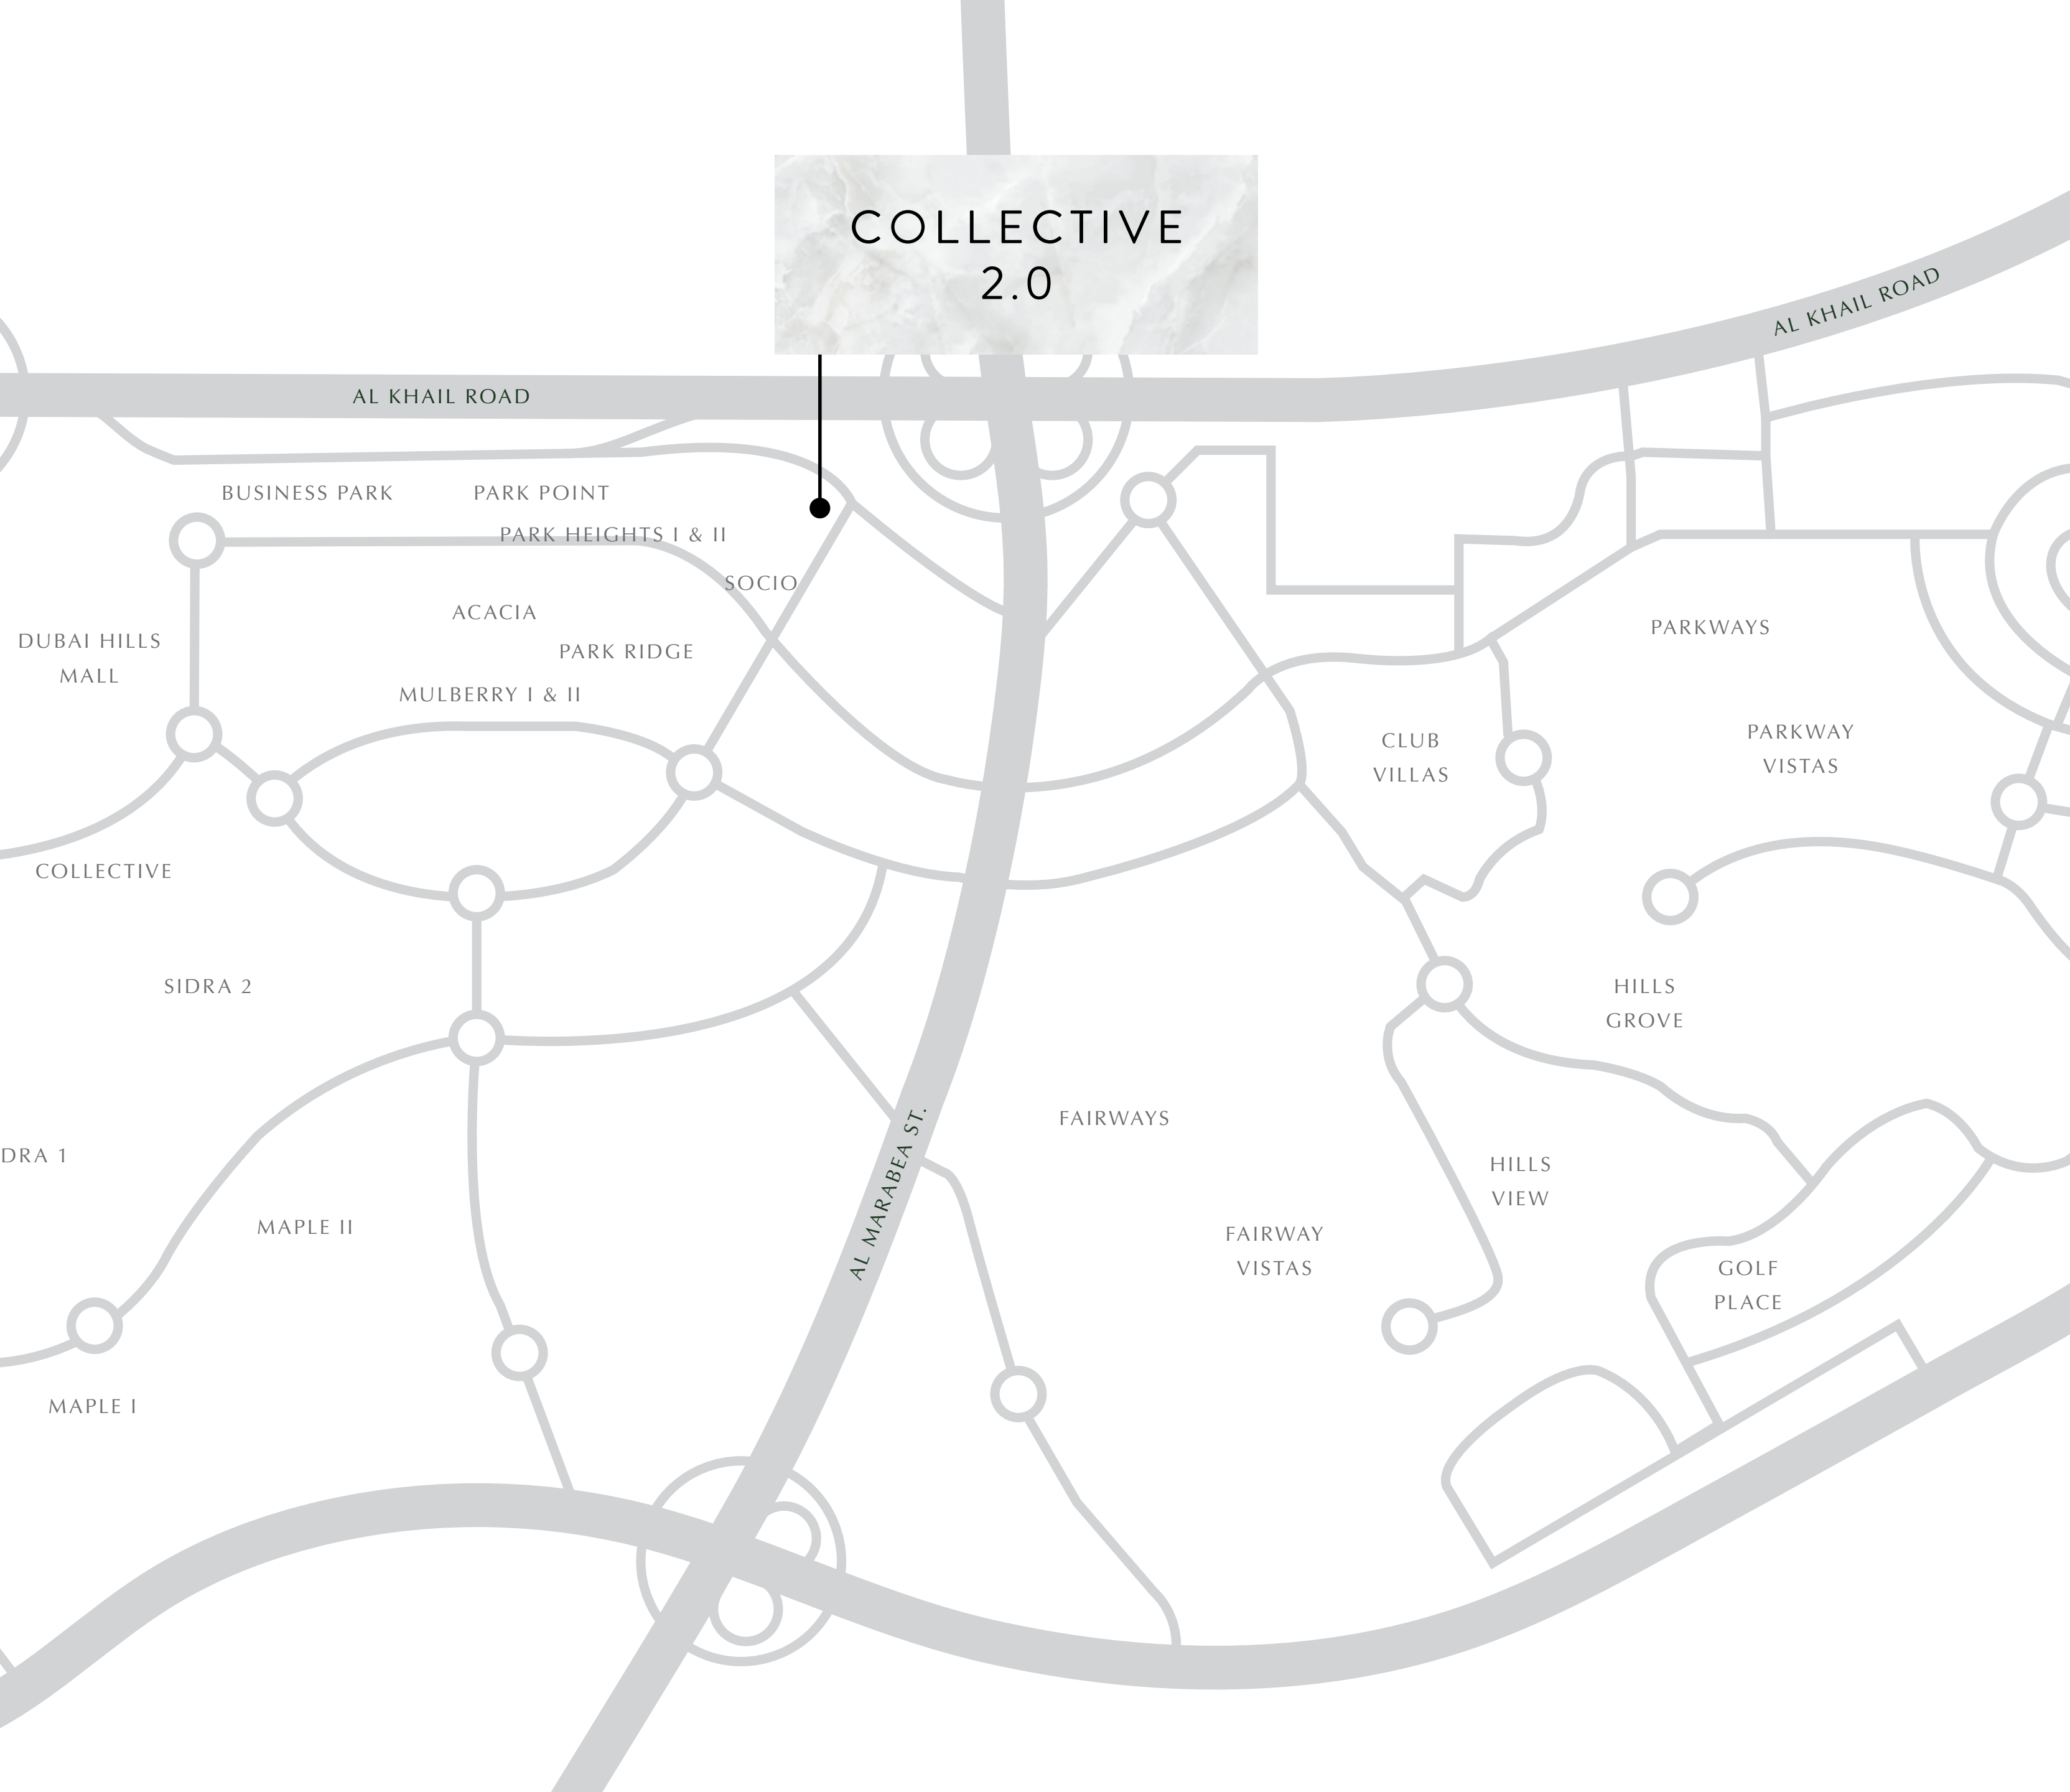 COLLECTIVE
2.0
AL KHAIL ROAD
AL KHAIL ROAD
BUSINESS PARK
PARK POINT
PARK HEIGHTS I & II
SOCIO
ACACIA
DUBAI HILLS
MALL
PARK RIDGE
MULBERRY I & II
PARKWAYS
CLUB
VILLAS
PARKWAY
VISTAS
COLLECTIVE
SIDRA 2
HILLS
GROVE
FAIRWAYS
AL MARABEA ST.
DRA 1
HILLS
VIEW
MAPLE II
FAIRWAY
VISTAS
GOLF
PLACE
MAPLE I